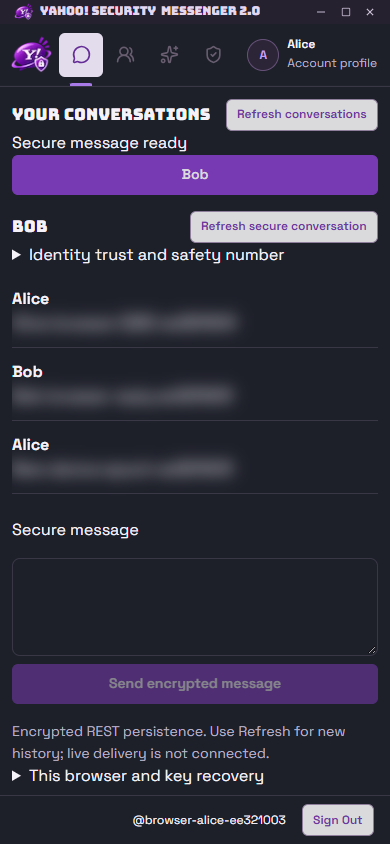 YAHOO! SECURITY MESSENGER 2.0
Y!
A
Alice
Account profile
YOUR CONVERSATIONS
Refresh conversations
Secure message ready
Bob
BOB
Refresh secure conversation
Identity trust and safety number
Alice
Bob
Alice
Secure message
Send encrypted message
Encrypted REST persistence. Use Refresh for new
history; live delivery is not connected.
This browser and key recovery
@browser-alice-ee321003
Sign Out